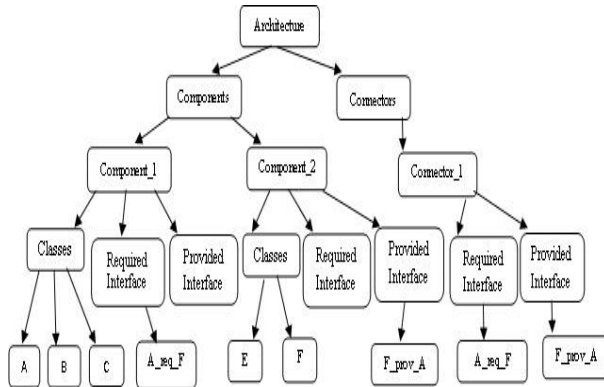 Architecture
Components
Connectors
Component_1
Component_2
Connector_1
Classes
Required
Interface
Provided
Interface
Classes
Required
Interface
Provided
Interface
Required
Interface
Provided
Interface
A
B
C
A_req_F
E
F
F_prov_A
A_req_F
F_prov_A